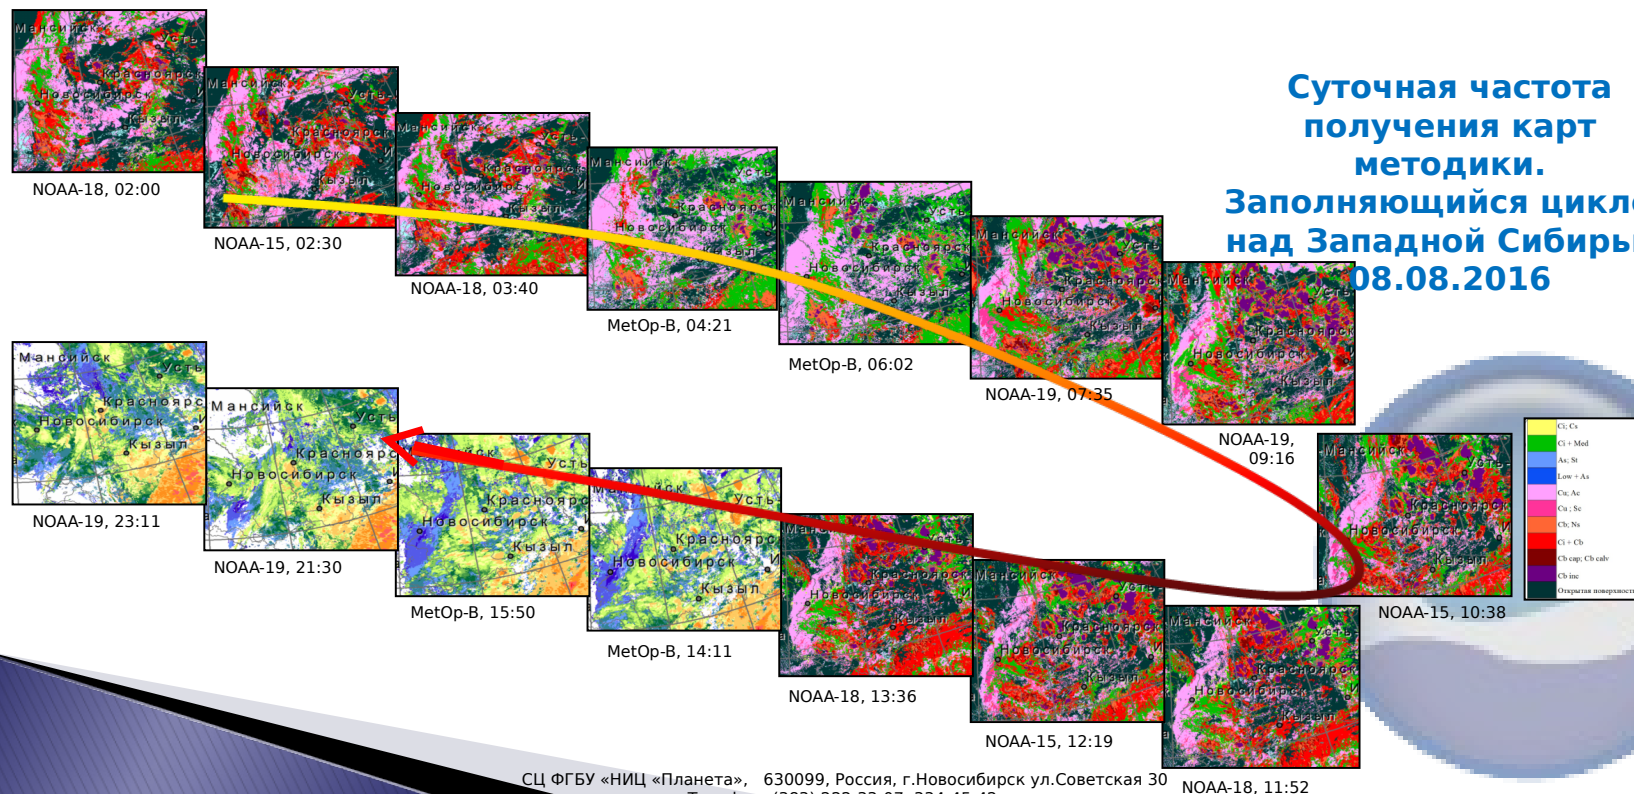 Суточная частота
получения карт
методики.
Заполняющийся цикло
над Западной Сибирь
08.08.2016
NOAA-18, 02:00
NOAA-15, 02:30
NOAA-18, 03:40
MetOp-B, 04:21
MetOp-B, 06:02
NOAA-19, 07:35
NOAA-19,
09:16
NOAA-15, 10:38
NOAA-18, 11:52
NOAA-15, 12:19
NOAA-18, 13:36
MetOp-B, 14:11
MetOp-B, 15:50
NOAA-19, 21:30
NOAA-19, 23:11
Мансийск
Усть-
Красноярск
Новосибирск
Кызыл
Ci; Cs
Ci + Med
As; St
Low + As
Cu; Ac
Cu ; Sc
Cb; Ns
Ci + Cb
Cb cap; Cb calv
Cb inc
Открытая поверхность
СЦ ФГБУ «НИЦ «Планета», 630099, Россия, г.Новосибирск ул.Советская 30